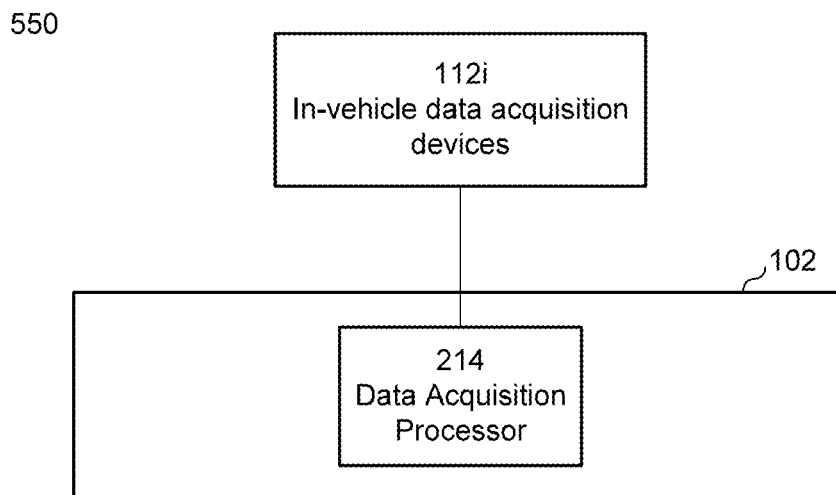 550
112i
In-vehicle data acquisition
devices
102
214
Data Acquisition
Processor